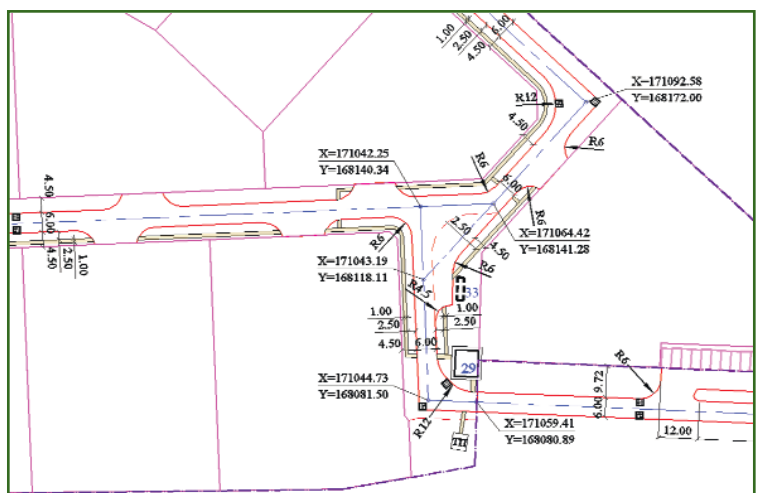 1.00
2.50
4.50
6.00
X=171092.58
Y=168172.00
R12
4.50
R6
X=171042.25
Y=168140.34
R6
6.00
R6
4.50
6.00
4.50
2.50
1.00
R6
2.50
4.50
X=171064.42
Y=168141.28
X=171043.19
Y=168118.11
R6
R4.5
33
1.00
2.50
4.50
6.00
1.00
2.50
29
R6
9.72
6.00
X=171044.73
Y=168081.50
R12
ТП
X=171059.41
Y=168080.89
12.00